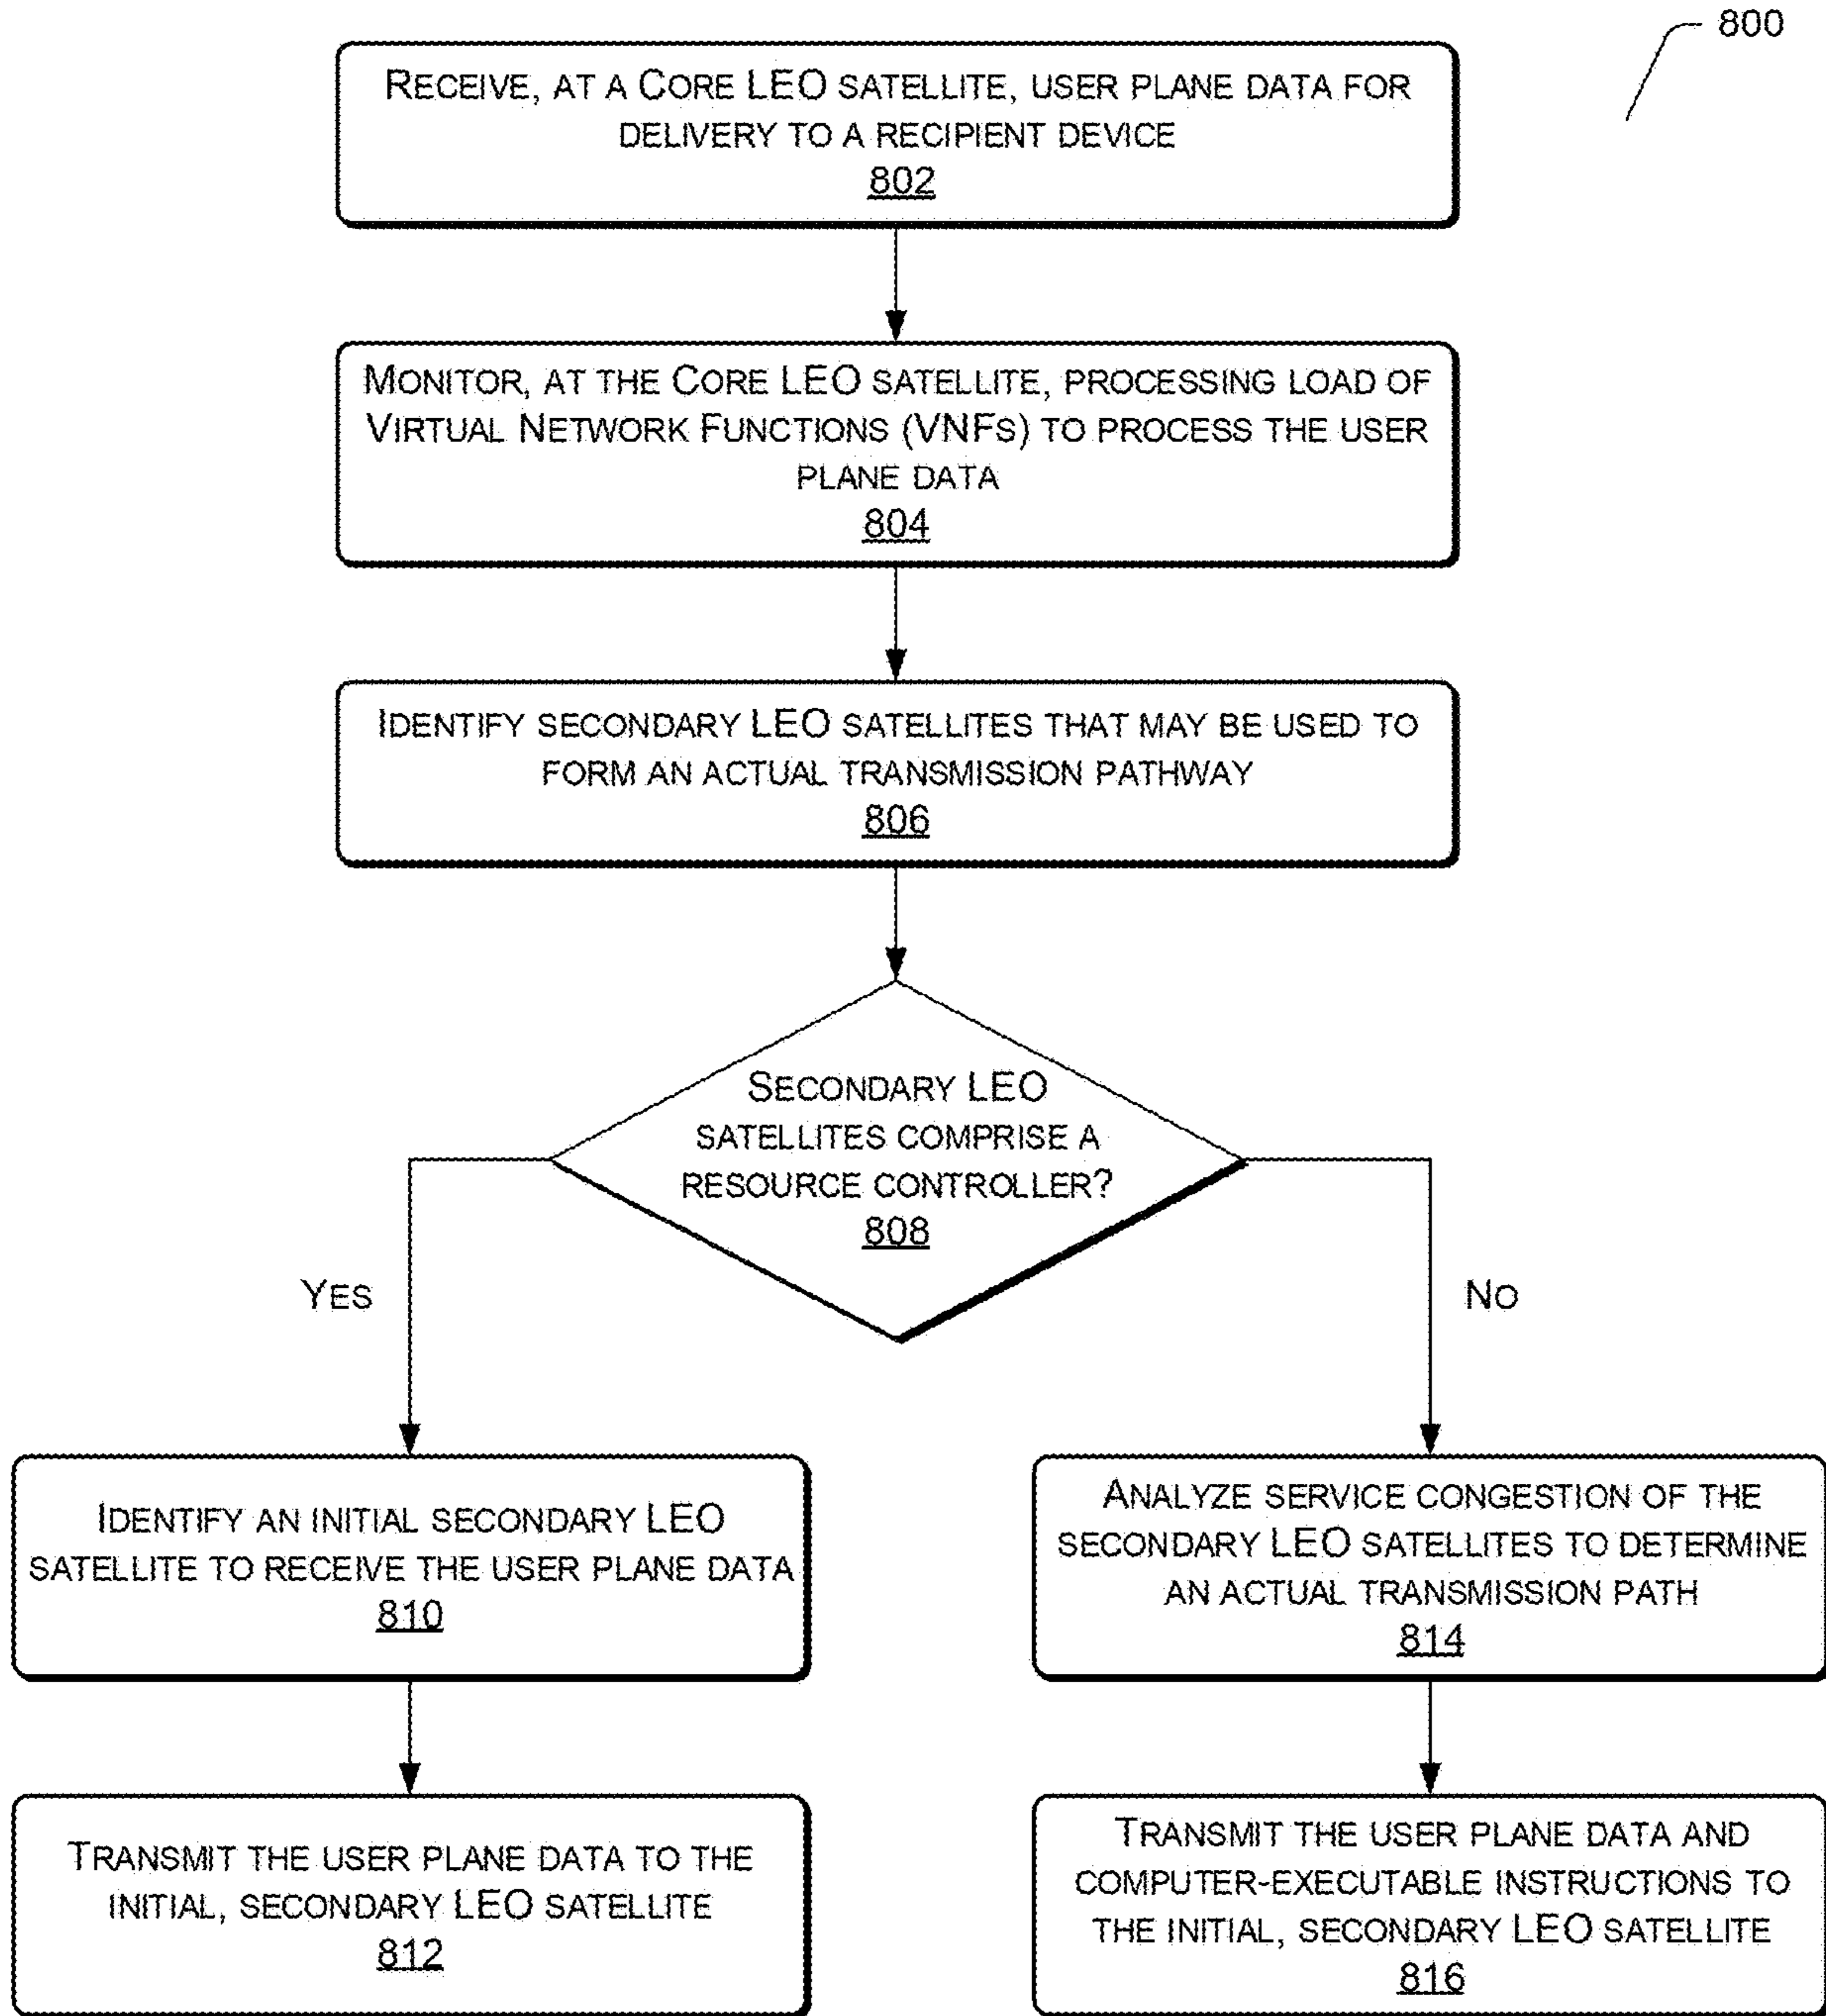 800
Receive, at a Core LEO satellite, user plane data for
delivery to a recipient device
802
Monitor, at the Core LEO satellite, processing load of
Virtual Network Functions (VNFs) to process the user
plane data
804
Identify secondary LEO satellites that may be used to
form an actual transmission pathway
806
Secondary LEO
satellites comprise a
resource controller?
808
Yes
No
Identify an initial secondary LEO
satellite to receive the user plane data
810
Analyze service congestion of the
secondary LEO satellites to determine
an actual transmission path
814
Transmit the user plane data to the
initial, secondary LEO satellite
812
Transmit the user plane data and
computer-executable instructions to
the initial, secondary LEO satellite
816